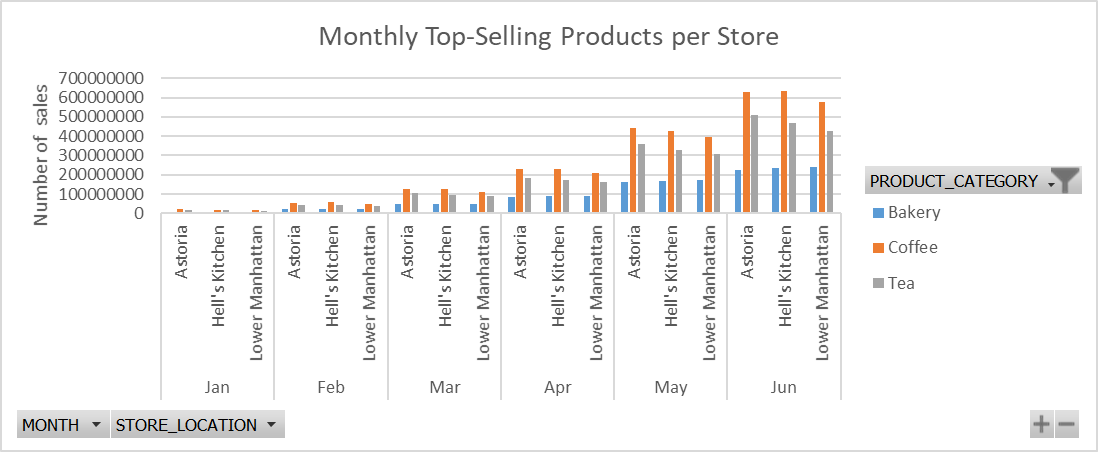 Monthly Top-Selling Products per Store
Number of sales
700000000
600000000
500000000
400000000
300000000
200000000
100000000
0
Astoria
Hell's Kitchen
Lower Manhattan
Astoria
Hell's Kitchen
Lower Manhattan
Astoria
Hell's Kitchen
Lower Manhattan
Astoria
Hell's Kitchen
Lower Manhattan
Astoria
Hell's Kitchen
Lower Manhattan
Astoria
Hell's Kitchen
Lower Manhattan
Jan
Feb
Mar
Apr
May
Jun
PRODUCT_CATEGORY
Bakery
Coffee
Tea
MONTH
STORE_LOCATION